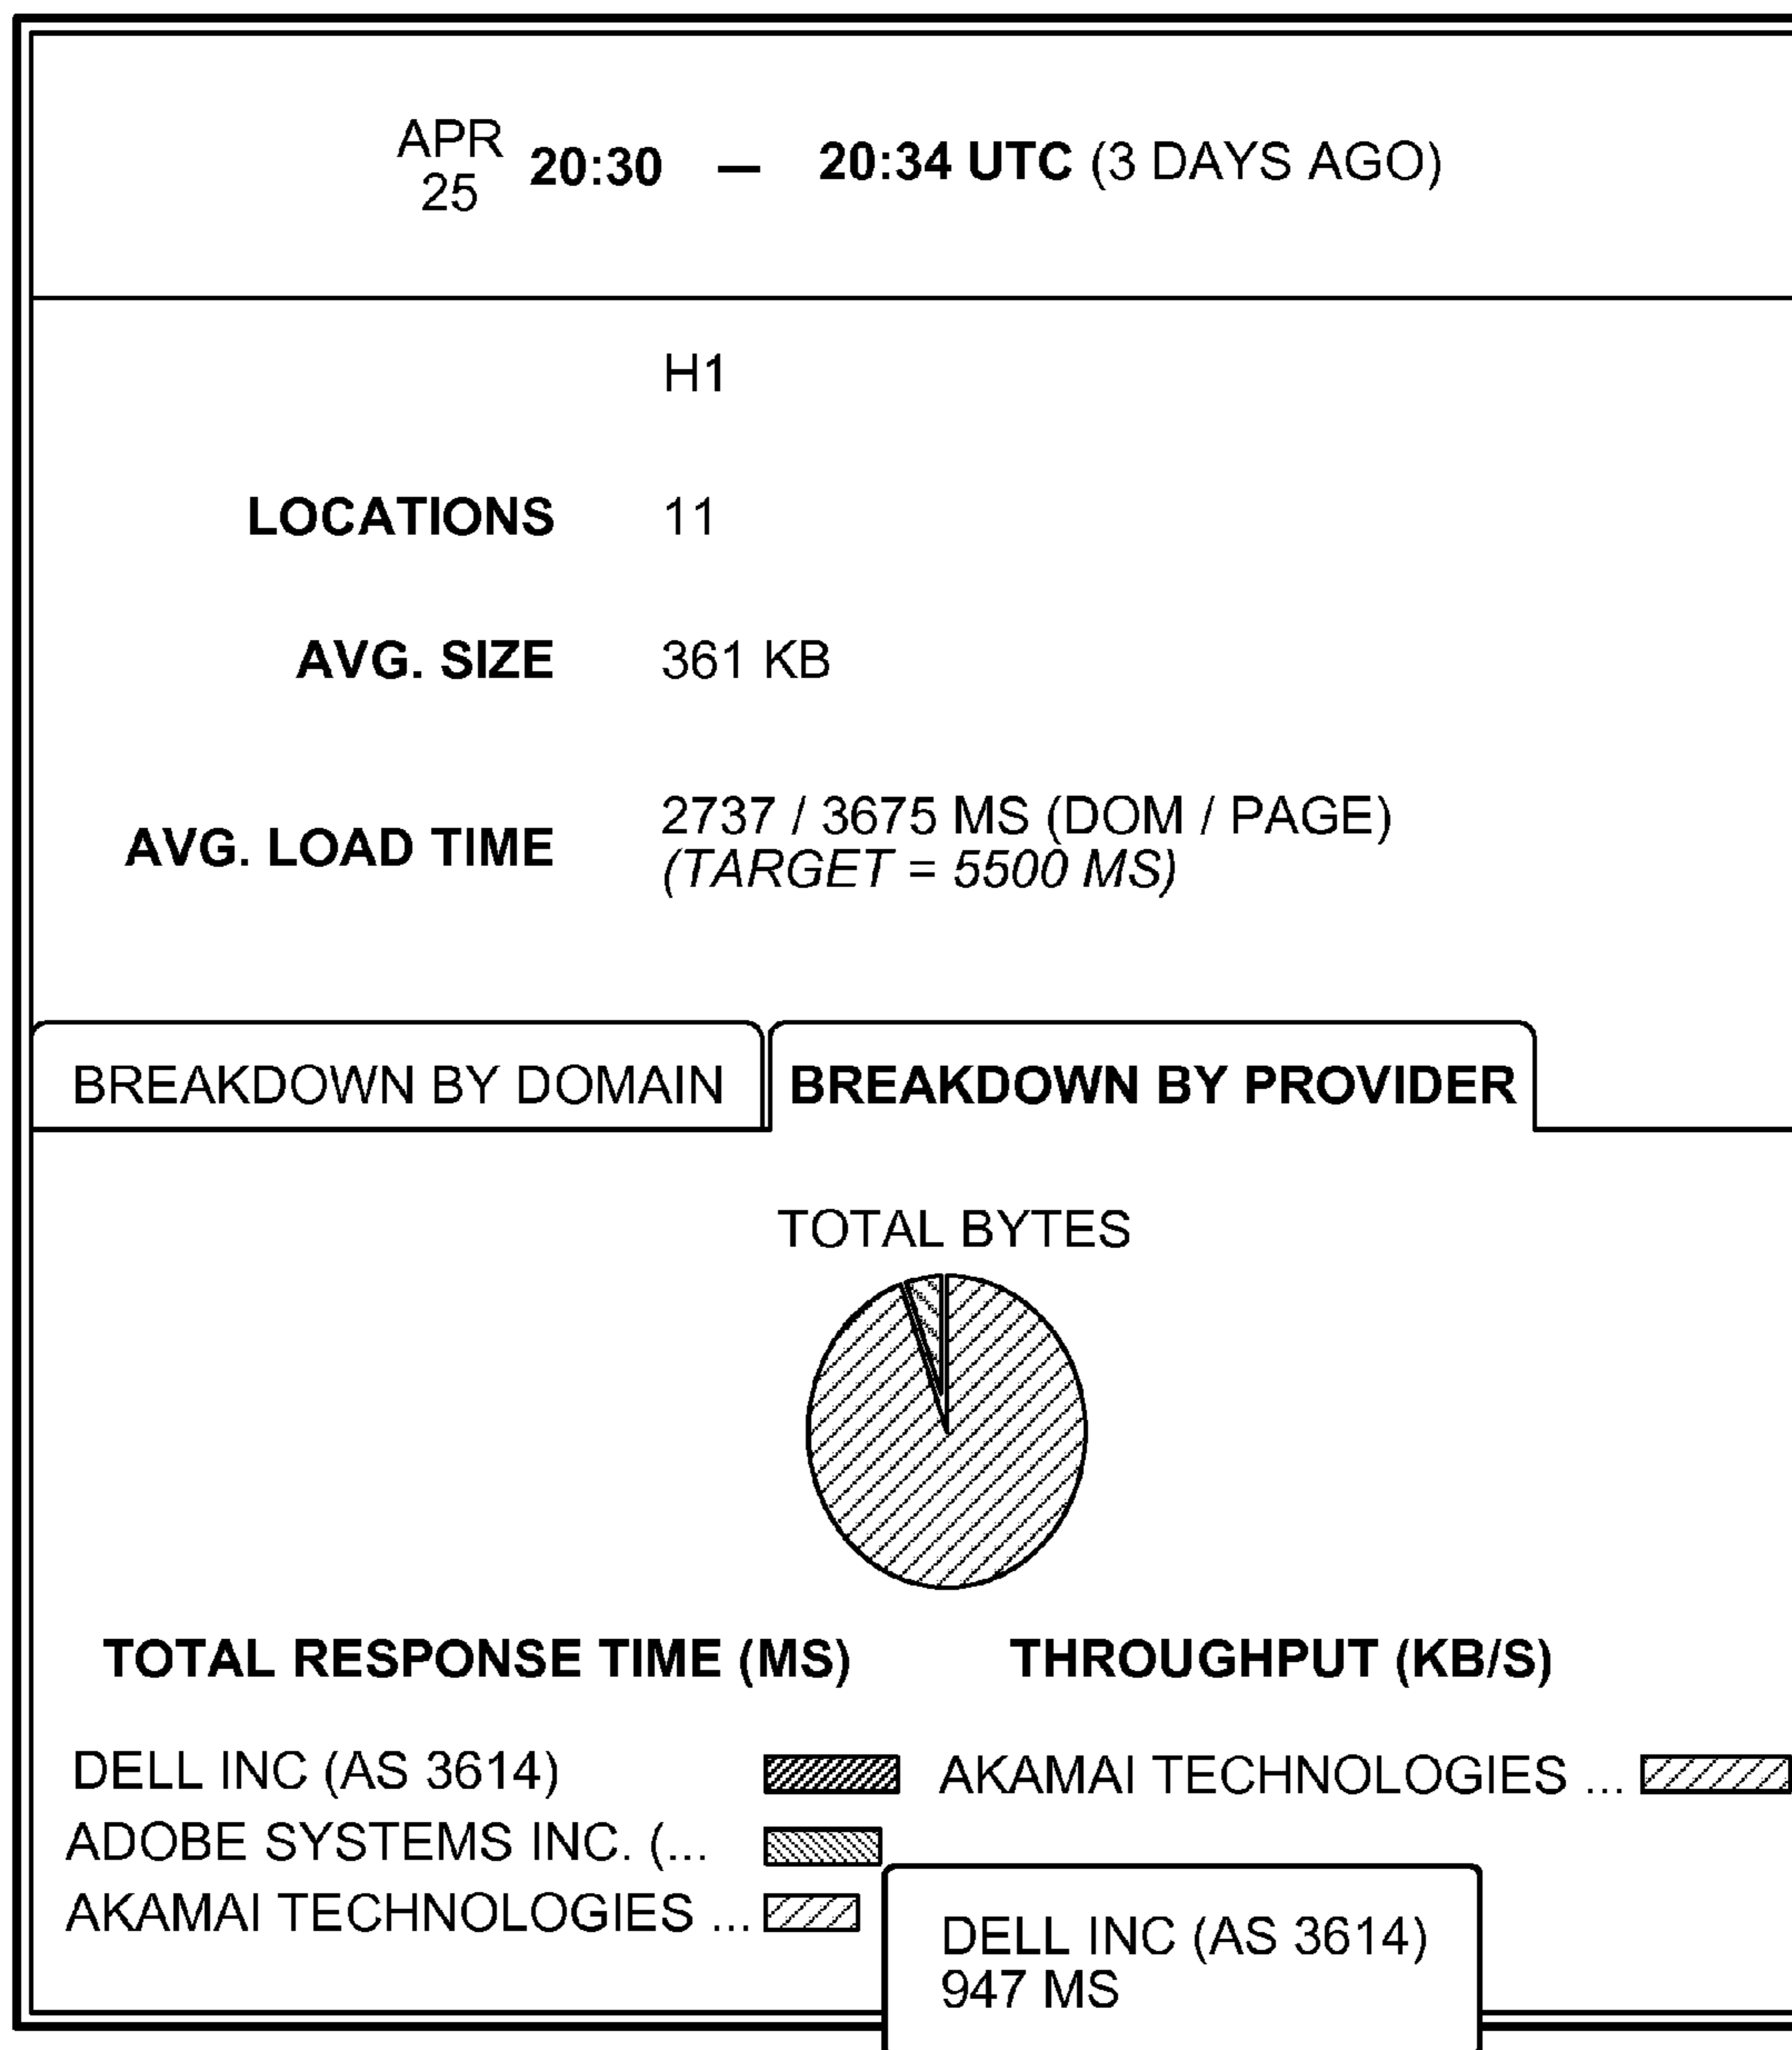 APR
25
20:30 — 20:34 UTC (3 DAYS AGO)
H1
LOCATIONS 11
AVG. SIZE 361 KB
AVG. LOAD TIME 2737 / 3675 MS (DOM / PAGE)
(TARGET = 5500 MS)
BREAKDOWN BY DOMAIN BREAKDOWN BY PROVIDER
TOTAL BYTES
TOTAL RESPONSE TIME (MS) THROUGHPUT (KB/S)
DELL INC (AS 3614) AKAMAI TECHNOLOGIES ...
ADOBE SYSTEMS INC. (...
AKAMAI TECHNOLOGIES ...
DELL INC (AS 3614)
947 MS